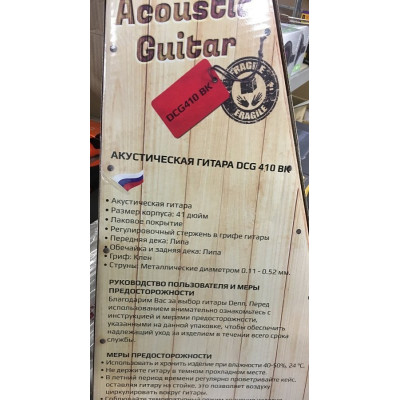 Acoustic
Guitar
DCG410 BK
FRAGILE
FRAGILE
АКУСТИЧЕСКАЯ ГИТАРА DCG 410 BK
• Акустическая гитара
• Размер корпуса: 41 дюйм
• Лаковое покрытие
• Регулировочный стержень в грифе гитары
• Передняя дека: Липа
• Обечайка и задняя дека: Липа
• Гриф: Клен
• Струны: Металлические диаметром 0.11 - 0.52 мм.
РУКОВОДСТВО ПОЛЬЗОВАТЕЛЯ И МЕРЫ
ПРЕДОСТОРОЖНОСТИ
Благодарим Вас за выбор гитары Denn. Перед
использованием внимательно ознакомьтесь с
инструкцией и мерами предосторожности,
указанными на данной упаковке, чтобы обеспечить
надлежащий уход за изделием в течении всего срока
службы.
МЕРЫ ПРЕДОСТОРОЖНОСТИ
• Использовать и хранить изделие при влажности 40-50%, 24 °C.
• Не держите гитару в темном прохладном месте.
• В летний период времени регулярно проветривайте кейс,
оставляя гитару на стойке, это позволит воздуху
циркулировать вокруг гитары.